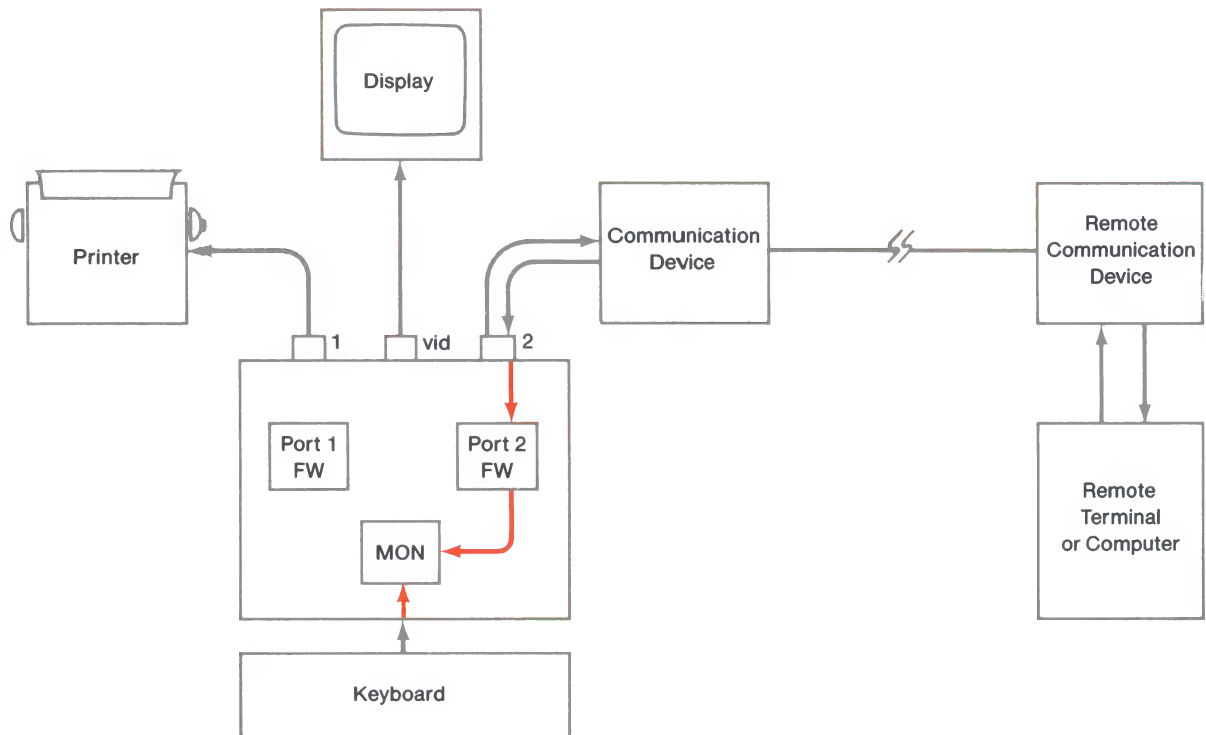 Display
Printer
Communication
Device
Remote
Communication
Device
1
vid
2
Port 1
FW
Port 2
FW
MON
Remote
Terminal
or Computer
Keyboard